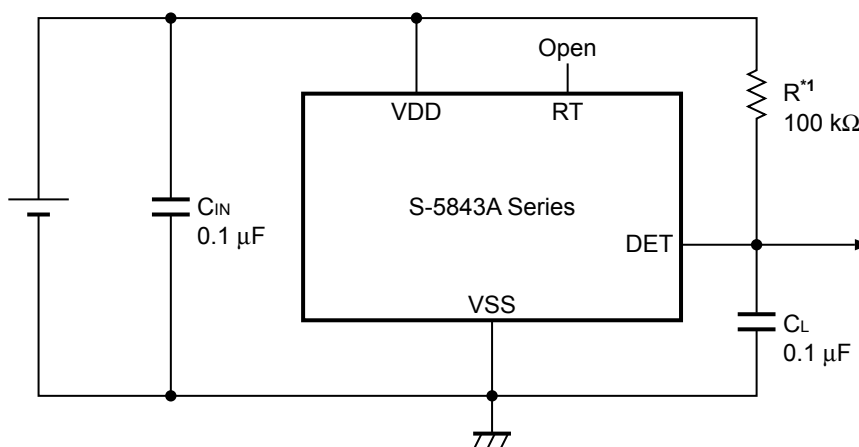 Open
R*1
100 kΩ
VDD
RT
CIN
0.1 µF
S-5843A Series
DET
VSS
CL
0.1 µF